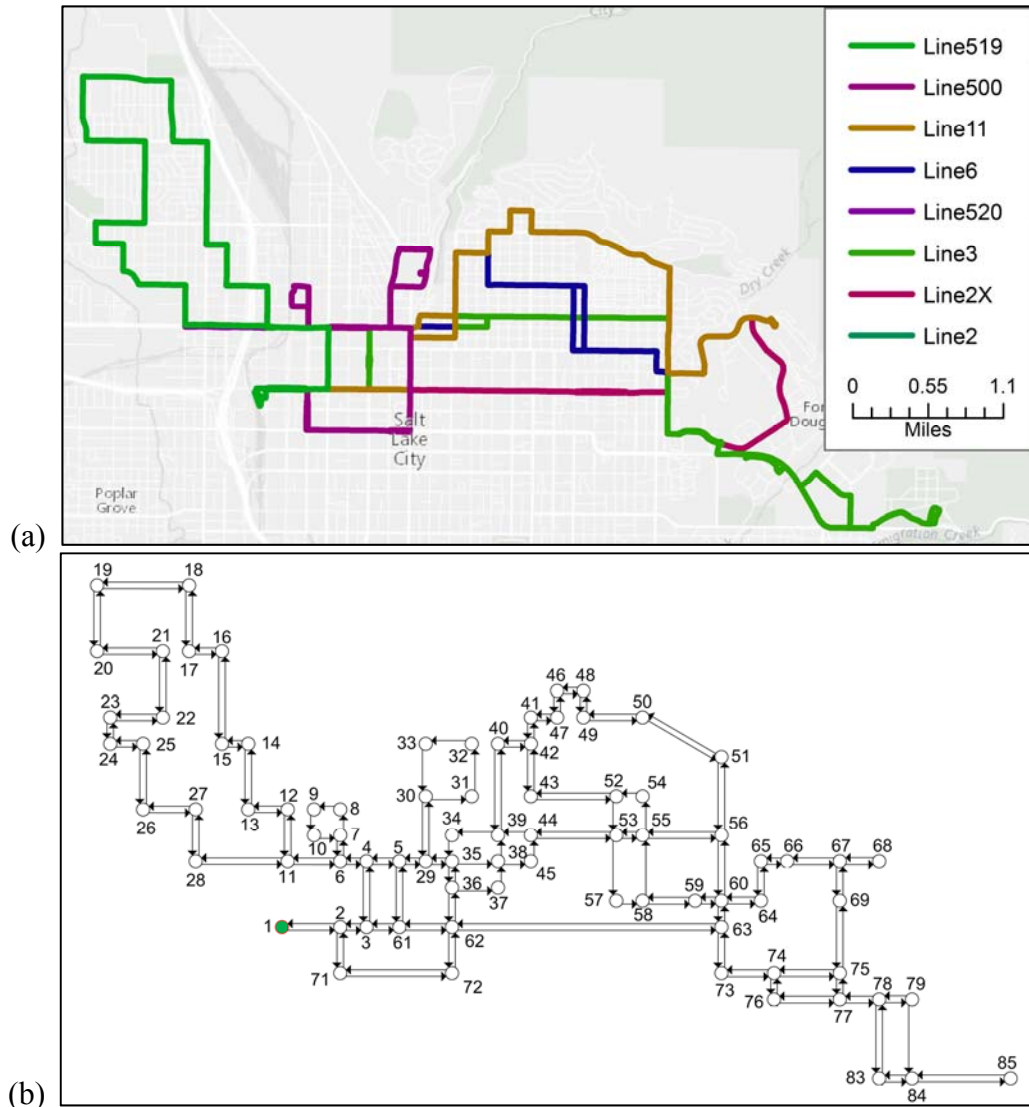 City
Line519
Line500
Line11
Line6
Line520
Line3
Line2X
Line2
0 0.55 1.1
Miles
Dry Creek
For
Doug
Salt
Lake
City
Poplar
Grove
migration Creek
(a)
19 18
21 16
20 17
23 22
24 25 15 14
26 27 13 12
28 11
9 8
10 7
6 4 5 29
33 32
30 31
34 35 36 37 38 39
40 41 42 43 44 45
46 48
47 49 50
51
52 54
53 55 56
57 58 59 60
65 66 67 68
64 69
1 2 3 61 62 63
71 72
73 74 75
76 77 78 79
83 84 85
(b)